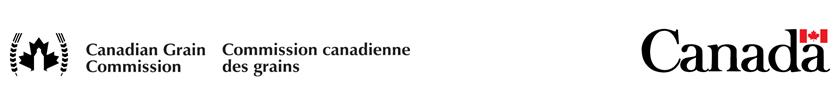 Canadian Grain
Commission
Commission canadienne
des grains
Canada